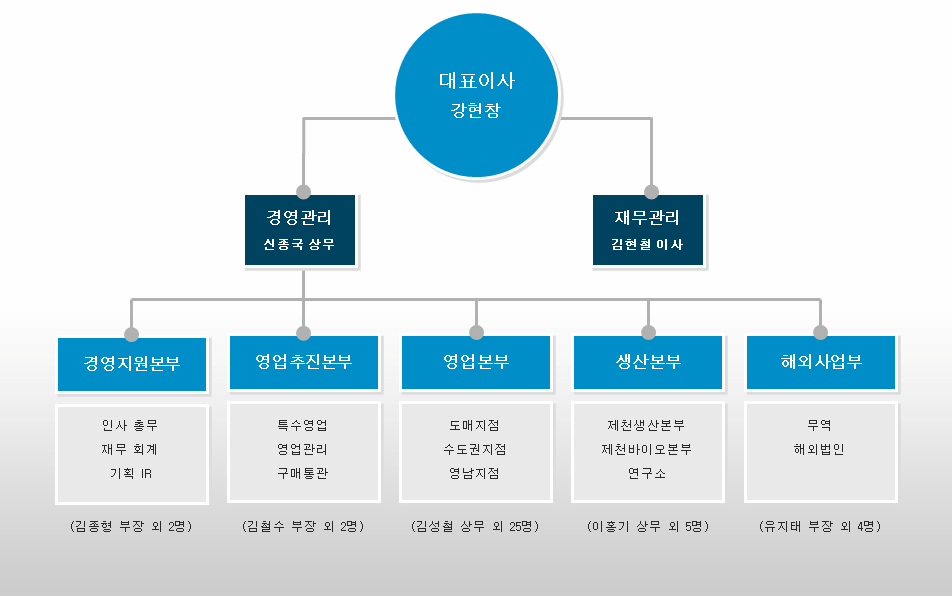 대표이사
강현창
경영관리
신종국 상무
재무관리
김현철 이사
경영지원본부
인사 총무
재무 회계
기획 IR
(김종형 부장 외 2명)
영업추진본부
특수영업
영업관리
구매통관
(김철수 부장 외 2명)
영업본부
도매지점
수도권지점
영남지점
(김성철 상무 외 25명)
생산본부
제천생산본부
제천바이오본부
연구소
(이홍기 상무 외 5명)
해외사업부
무역
해외법인
(유지태 부장 외 4명)